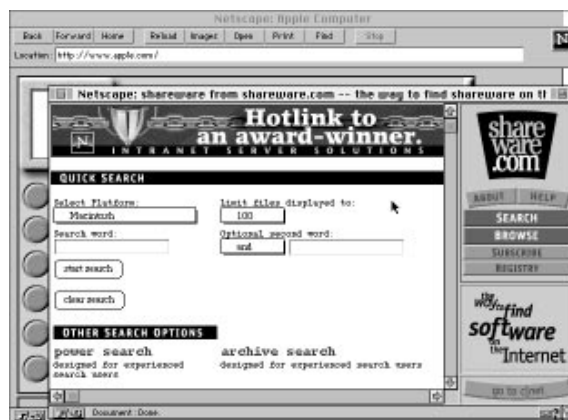 Netscape: Apple Computer
Back Forward Home Reload Images Open Print Find Stop
Location: http://www.apple.com/
N
Netscape: shareware from shareware.com -- the way to find shareware on tl
Hotlink to
an award-winner.
N
INTRANET SERVER SOLUTIONS
QUICK SEARCH
Select Platform:
Macintosh
Limit files displayed to:
100
Search word:
Optional second word:
and
start search
clear search
OTHER SEARCH OPTIONS
power search
designed for experienced
search users
archive search
designed for experienced search users
share
ware
.com
ABOUT HELP
SEARCH
BROWSE
SUBSCRIBE
REGISTRY
the
way to find
software
on the Internet
go to c|net
Document :Done.